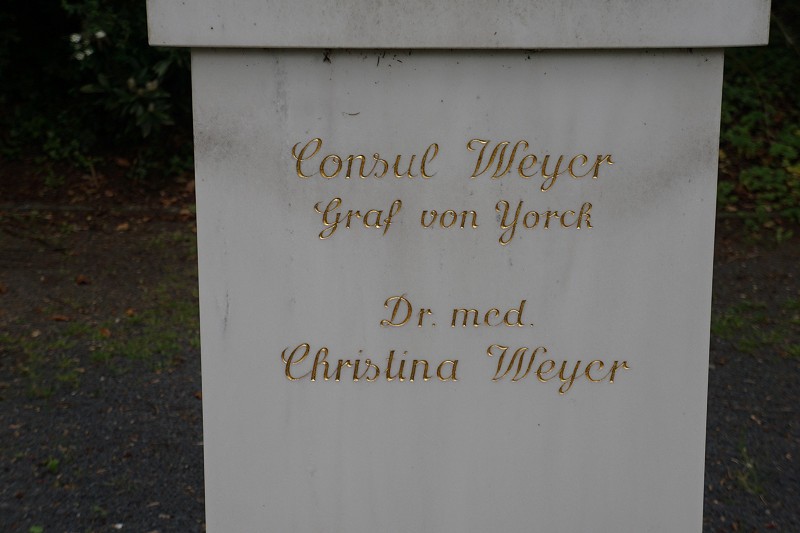 Consul Weyer
Graf von Yorck
Dr. med.
Christina Weyer